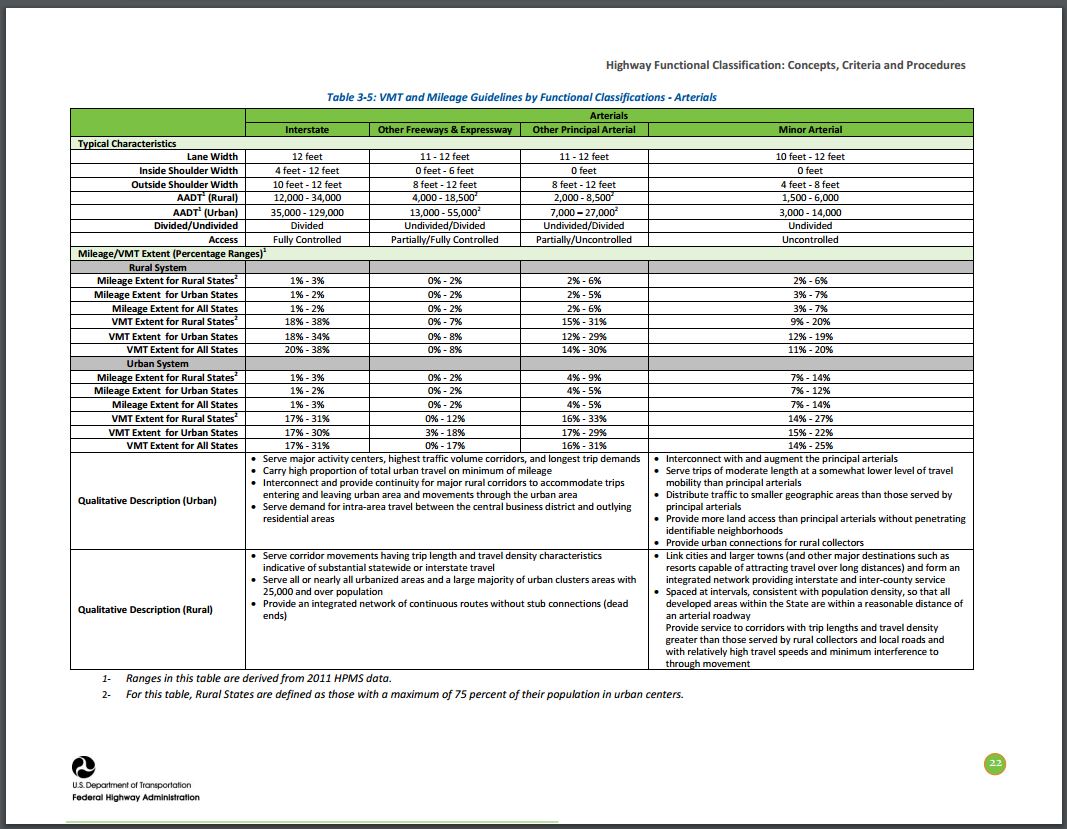 Highway Functional Classification: Concepts, Criteria and Procedures
Table 3-5: VMT and Mileage Guidelines by Functional Classifications - Arterials
Arterials
Interstate Other Freeways & Expressway Other Principal Arterial Minor Arterial
Typical Characteristics
Lane Width 12 feet 11 - 12 feet 11 - 12 feet 10 feet - 12 feet
Inside Shoulder Width 4 feet - 12 feet 0 feet - 6 feet 0 feet 0 feet
Outside Shoulder Width 10 feet - 12 feet 8 feet - 12 feet 8 feet - 12 feet 4 feet - 8 feet
AADT¹ (Rural) 12,000 - 34,000 4,000 - 18,500² 2,000 - 8,500² 1,500 - 6,000
AADT¹ (Urban) 35,000 - 129,000 13,000 - 55,000² 7,000 – 27,000² 3,000 - 14,000
Divided/Undivided Divided Undivided/Divided Undivided/Divided Undivided
Access Fully Controlled Partially/Fully Controlled Partially/Uncontrolled Uncontrolled
Mileage/VMT Extent (Percentage Ranges)¹
Rural System
Mileage Extent for Rural States² 1% - 3% 0% - 2% 2% - 6% 2% - 6%
Mileage Extent for Urban States 1% - 2% 0% - 2% 2% - 5% 3% - 7%
Mileage Extent for All States 1% - 2% 0% - 2% 2% - 6% 3% - 7%
VMT Extent for Rural States² 18% - 38% 0% - 7% 15% - 31% 9% - 20%
VMT Extent for Urban States 18% - 34% 0% - 8% 12% - 29% 12% - 19%
VMT Extent for All States 20% - 38% 0% - 8% 14% - 30% 11% - 20%
Urban System
Mileage Extent for Rural States² 1% - 3% 0% - 2% 4% - 9% 7% - 14%
Mileage Extent for Urban States 1% - 2% 0% - 2% 4% - 5% 7% - 12%
Mileage Extent for All States 1% - 3% 0% - 2% 4% - 5% 7% - 14%
VMT Extent for Rural States² 17% - 31% 0% - 12% 16% - 33% 14% - 27%
VMT Extent for Urban States 17% - 30% 3% - 18% 17% - 29% 15% - 22%
VMT Extent for All States 17% - 31% 0% - 17% 16% - 31% 14% - 25%
Qualitative Description (Urban)
• Serve major activity centers, highest traffic volume corridors, and longest trip demands
• Carry high proportion of total urban travel on minimum of mileage
• Interconnect and provide continuity for major rural corridors to accommodate trips
entering and leaving urban area and movements through the urban area
• Serve demand for intra-area travel between the central business district and outlying
residential areas
• Interconnect with and augment the principal arterials
• Serve trips of moderate length at a somewhat lower level of travel
mobility than principal arterials
• Distribute traffic to smaller geographic areas than those served by
principal arterials
• Provide more land access than principal arterials without penetrating
identifiable neighborhoods
• Provide urban connections for rural collectors
Qualitative Description (Rural)
• Serve corridor movements having trip length and travel density characteristics
indicative of substantial statewide or interstate travel
• Serve all or nearly all urbanized areas and a large majority of urban clusters areas with
25,000 and over population
• Provide an integrated network of continuous routes without stub connections (dead
ends)
• Link cities and larger towns (and other major destinations such as
resorts capable of attracting travel over long distances) and form an
integrated network providing interstate and inter-county service
• Spaced at intervals, consistent with population density, so that all
developed areas within the State are within a reasonable distance of
an arterial roadway
Provide service to corridors with trip lengths and travel density
greater than those served by rural collectors and local roads and
with relatively high travel speeds and minimum interference to
through movement
1- Ranges in this table are derived from 2011 HPMS data.
2- For this table, Rural States are defined as those with a maximum of 75 percent of their population in urban centers.
22
U.S. Department of Transportation
Federal Highway Administration